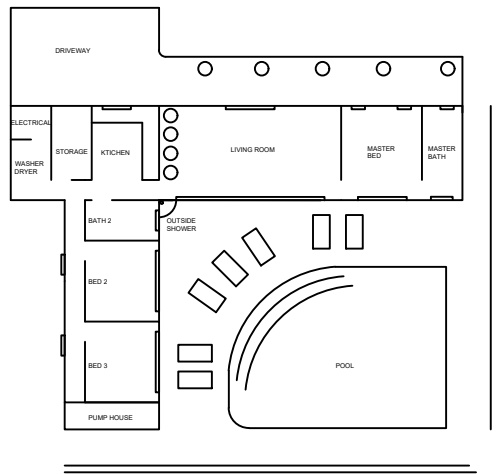 DRIVEWAY
ELECTRICAL
WASHER
DRYER
STORAGE
KTICHEN
LIVING ROOM
MASTER
BED
MASTER
BATH
BATH 2
OUTSIDE
SHOWER
BED 2
BED 3
POOL
PUMP HOUSE